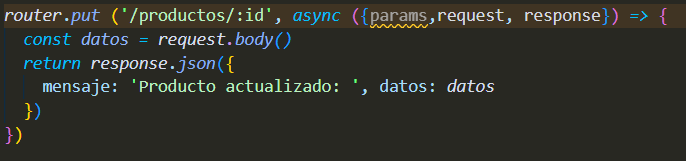 router.put ('/productos/:id', async ({params,request, response}) => {
const datos = request.body()
return response.json({
mensaje: 'Producto actualizado: ', datos: datos
})
})